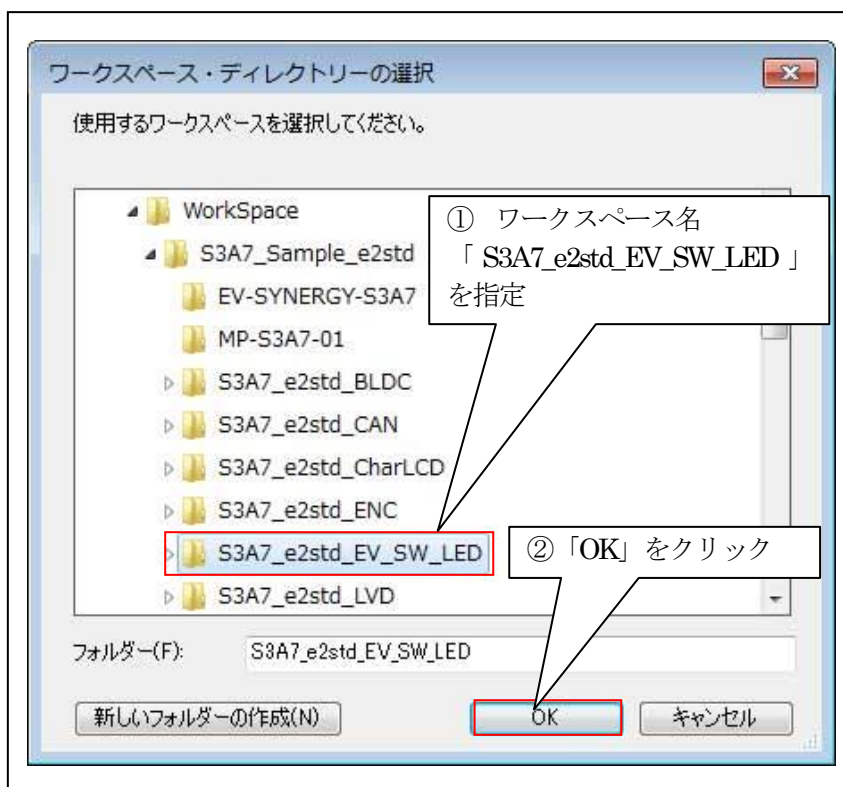 ワークスペース・ディレクトリーの選択
使用するワークスペースを選択してください。
WorkSpace
S3A7_Sample_e2std
EV-SYNERGY-S3A7
MP-S3A7-01
S3A7_e2std_BLDC
S3A7_e2std_CAN
S3A7_e2std_CharLCD
S3A7_e2std_ENC
S3A7_e2std_EV_SW_LED
S3A7_e2std_LVD
① ワークスペース名
「 S3A7_e2std_EV_SW_LED 」
を指定
②「OK」をクリック
フォルダー(F): S3A7_e2std_EV_SW_LED
新しいフォルダーの作成(N) OK キャンセル